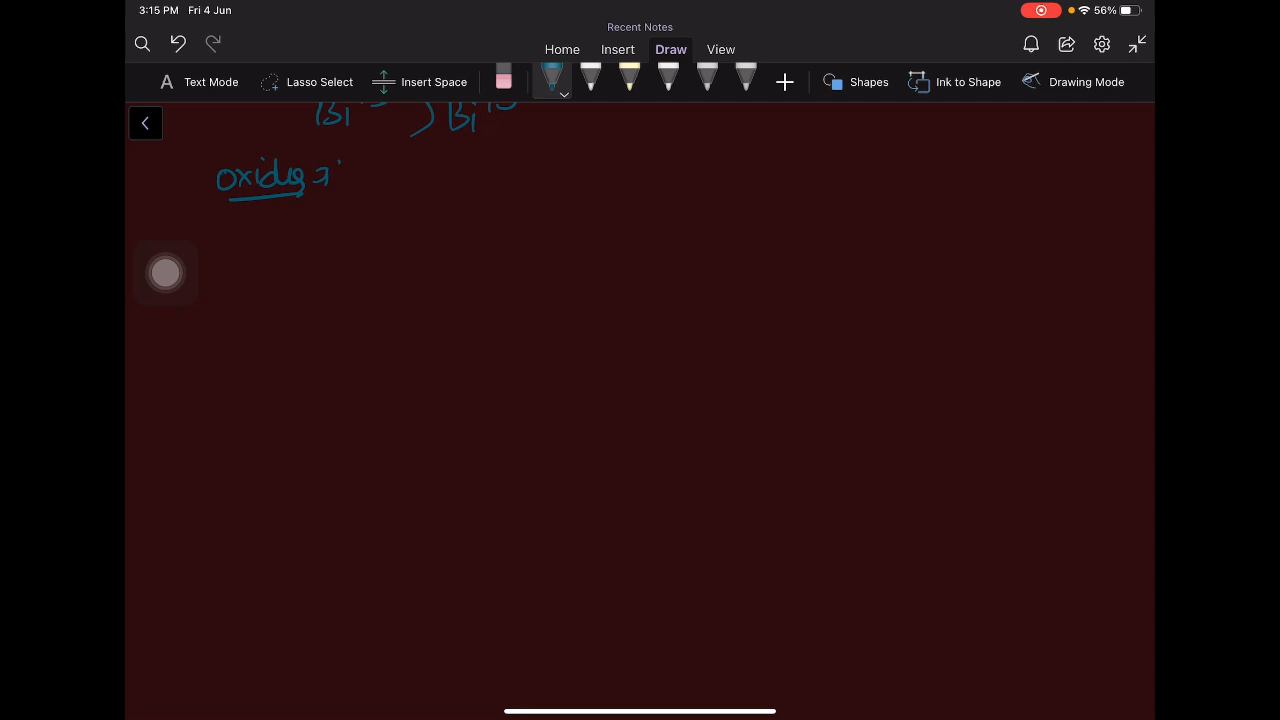 3:15 PM Fri 4 Jun 56%
Recent Notes
Home Insert Draw View
A Text Mode Lasso Select Insert Space Shapes Ink to Shape Drawing Mode
oxides